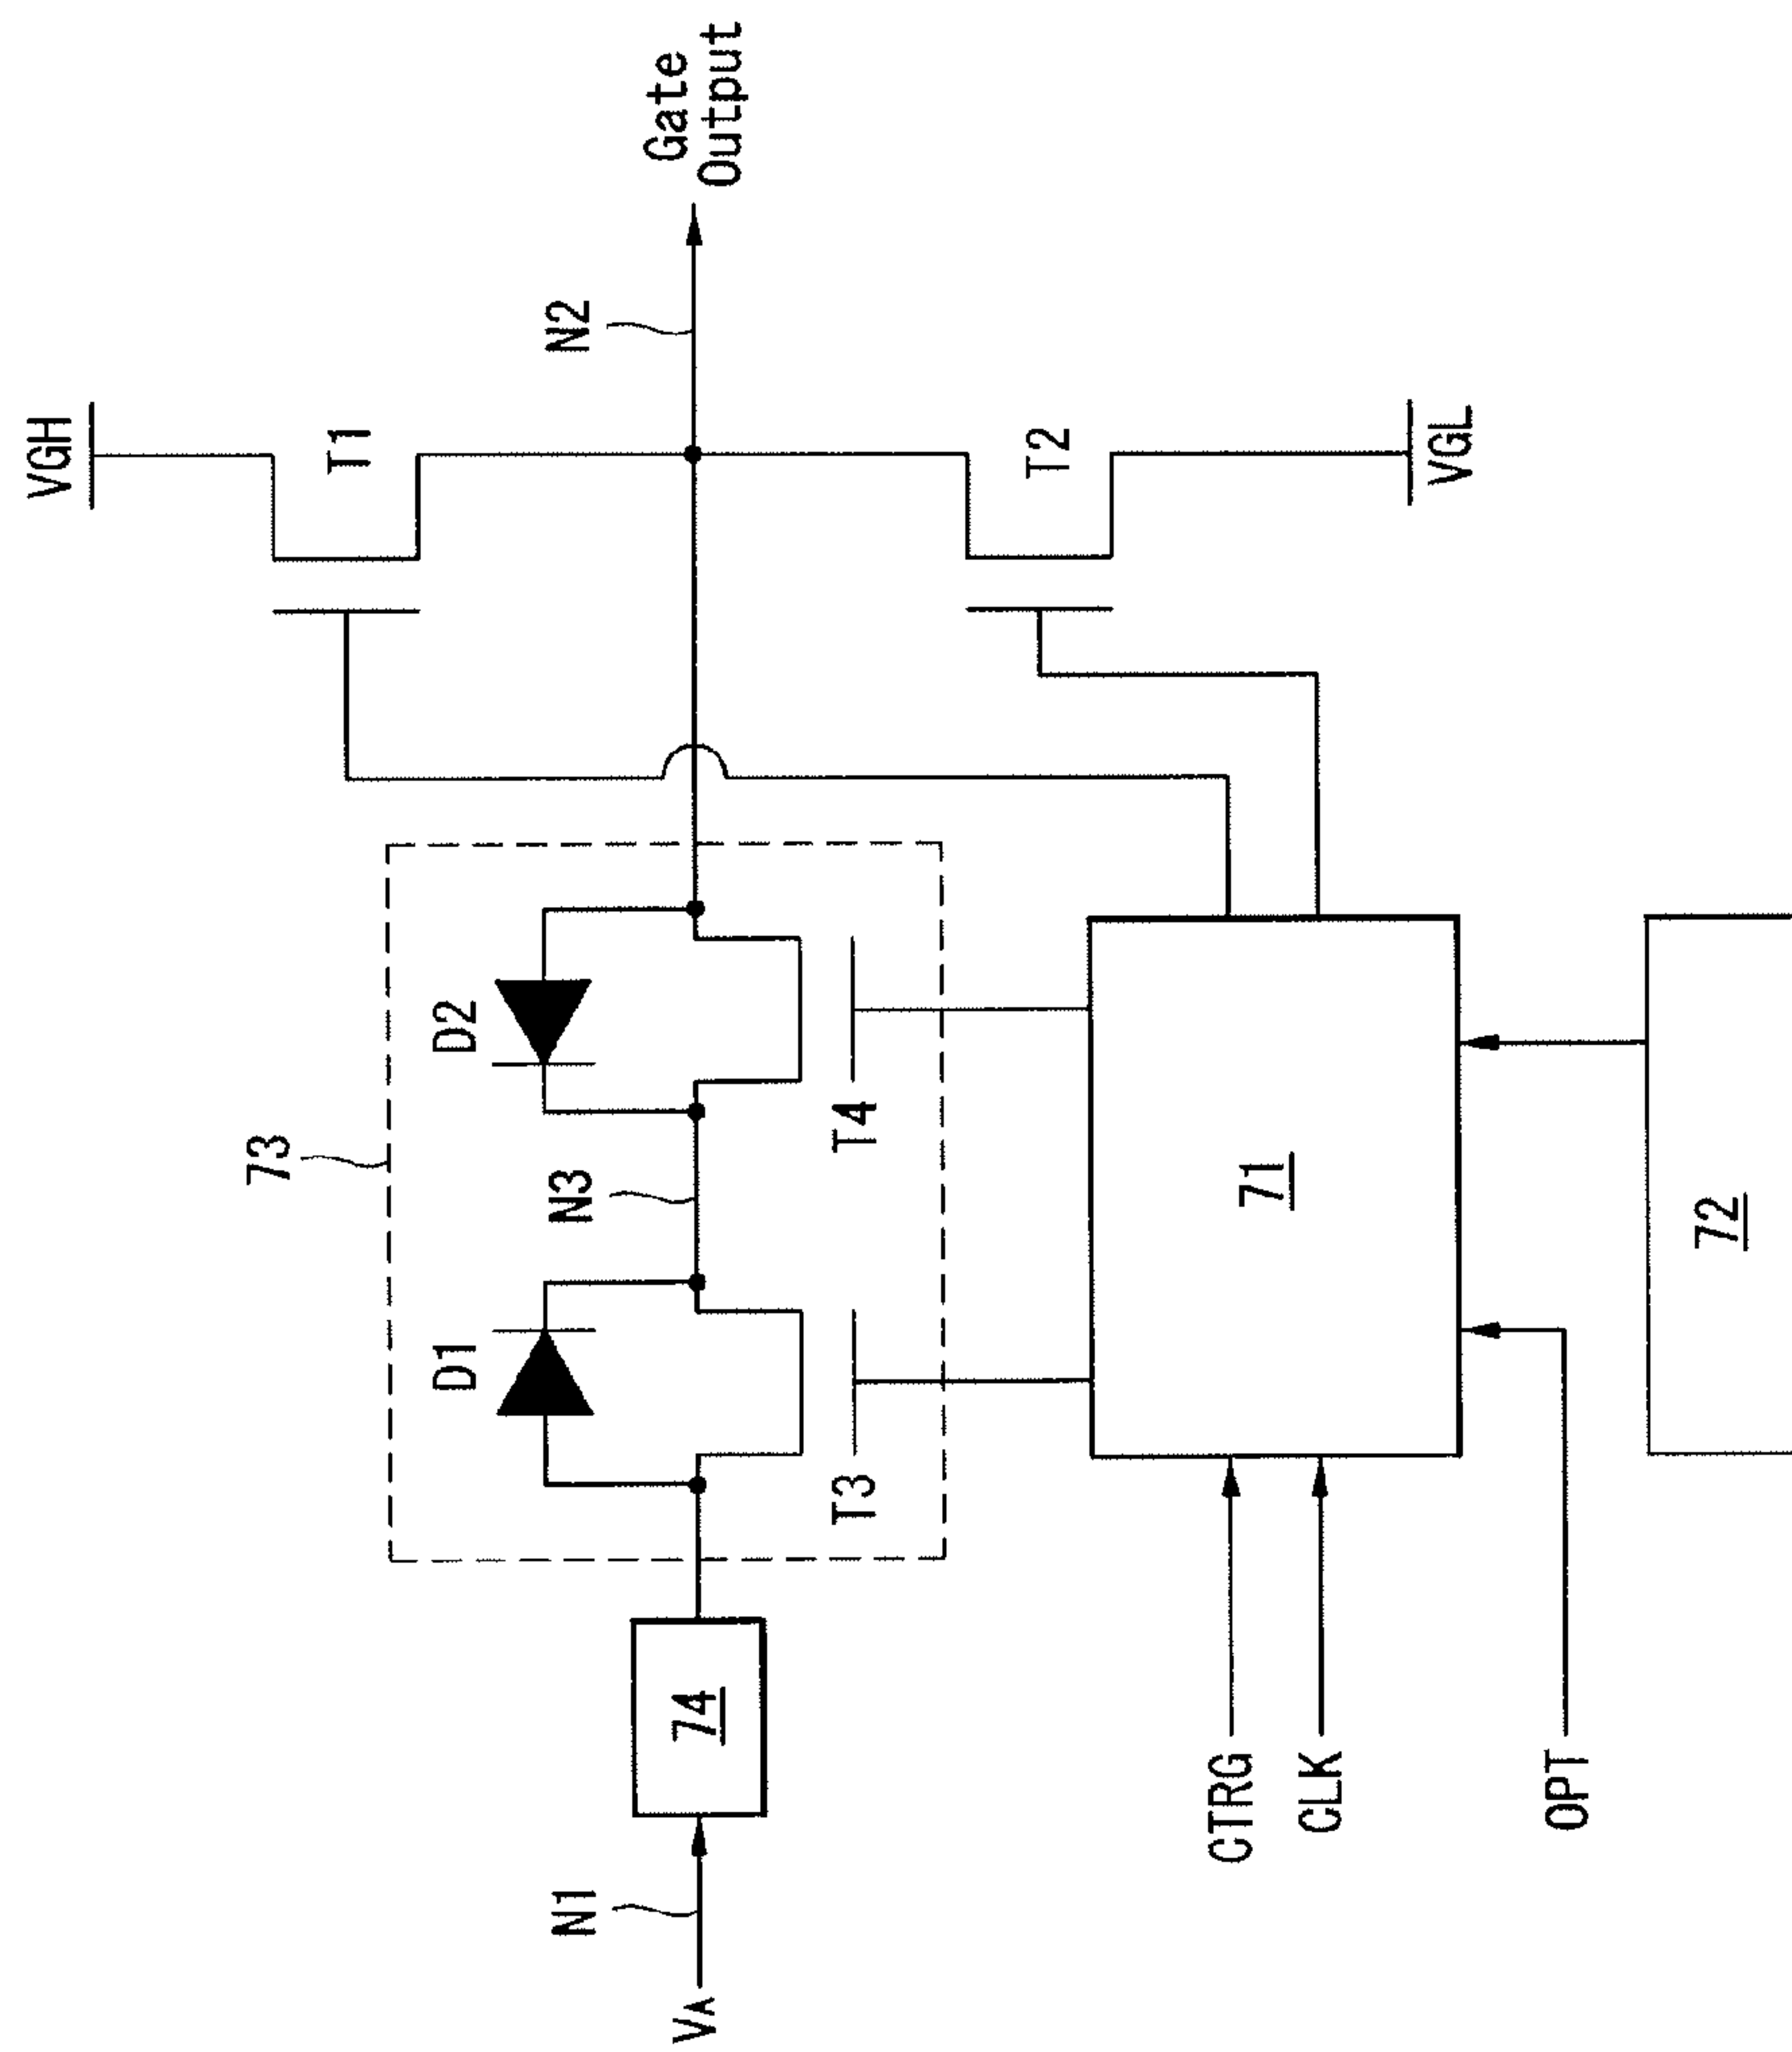 VGH
T1
N2
Gate
Output
73
D1
D2
N3
N1
VA
74
T3
T4
T2
VGL
CTRG
CLK
71
OPT
72